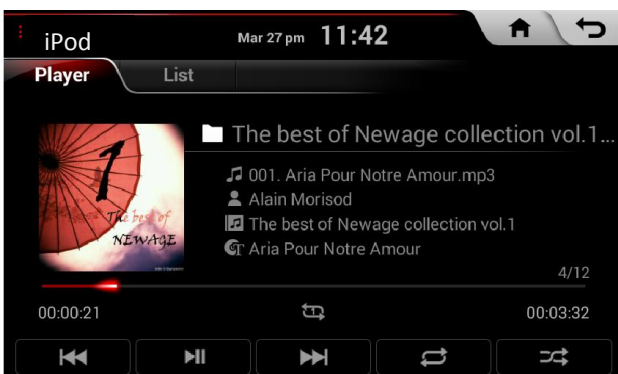 iPod
Mar 27 pm 11:42
Player List
The best of Newage collection vol.1...
001. Aria Pour Notre Amour.mp3
Alain Morisod
The best of Newage collection vol.1
Aria Pour Notre Amour
1
The best of
NEWAGE
4/12
00:00:21 00:03:32